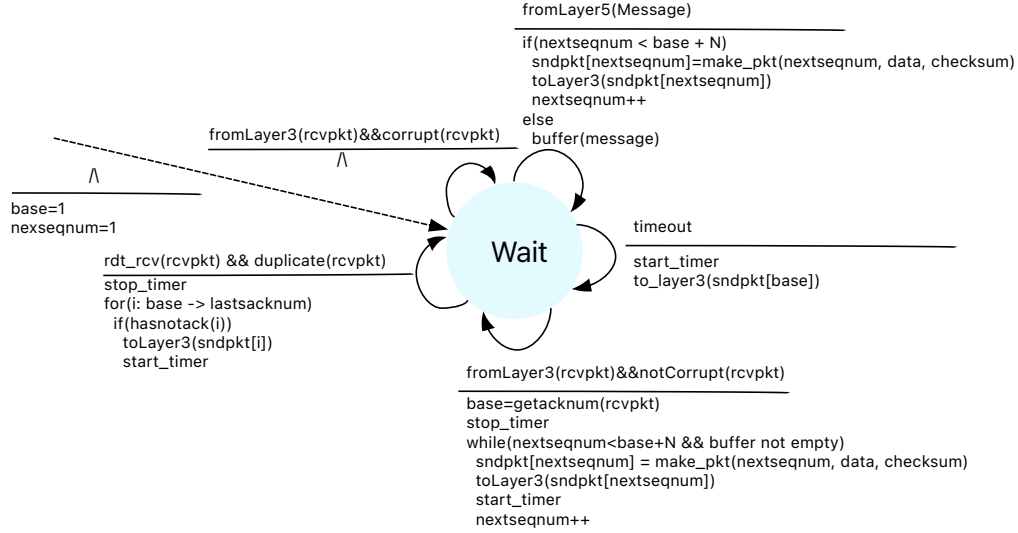 fromLayer5(Message)
if(nextseqnum < base + N)
sndpkt[nextseqnum]=make_pkt(nextseqnum, data, checksum)
toLayer3(sndpkt[nextseqnum])
nextseqnum++
else
buffer(message)
fromLayer3(rcvpkt)&&corrupt(rcvpkt)
/\
/\
base=1
nexseqnum=1
Wait
timeout
start_timer
to_layer3(sndpkt[base])
rdt_rcv(rcvpkt) && duplicate(rcvpkt)
stop_timer
for(i: base -> lastsacknum)
if(hasnotack(i))
toLayer3(sndpkt[i])
start_timer
fromLayer3(rcvpkt)&&notCorrupt(rcvpkt)
base=getacknum(rcvpkt)
stop_timer
while(nextseqnum<base+N && buffer not empty)
sndpkt[nextseqnum] = make_pkt(nextseqnum, data, checksum)
toLayer3(sndpkt[nextseqnum])
start_timer
nextseqnum++